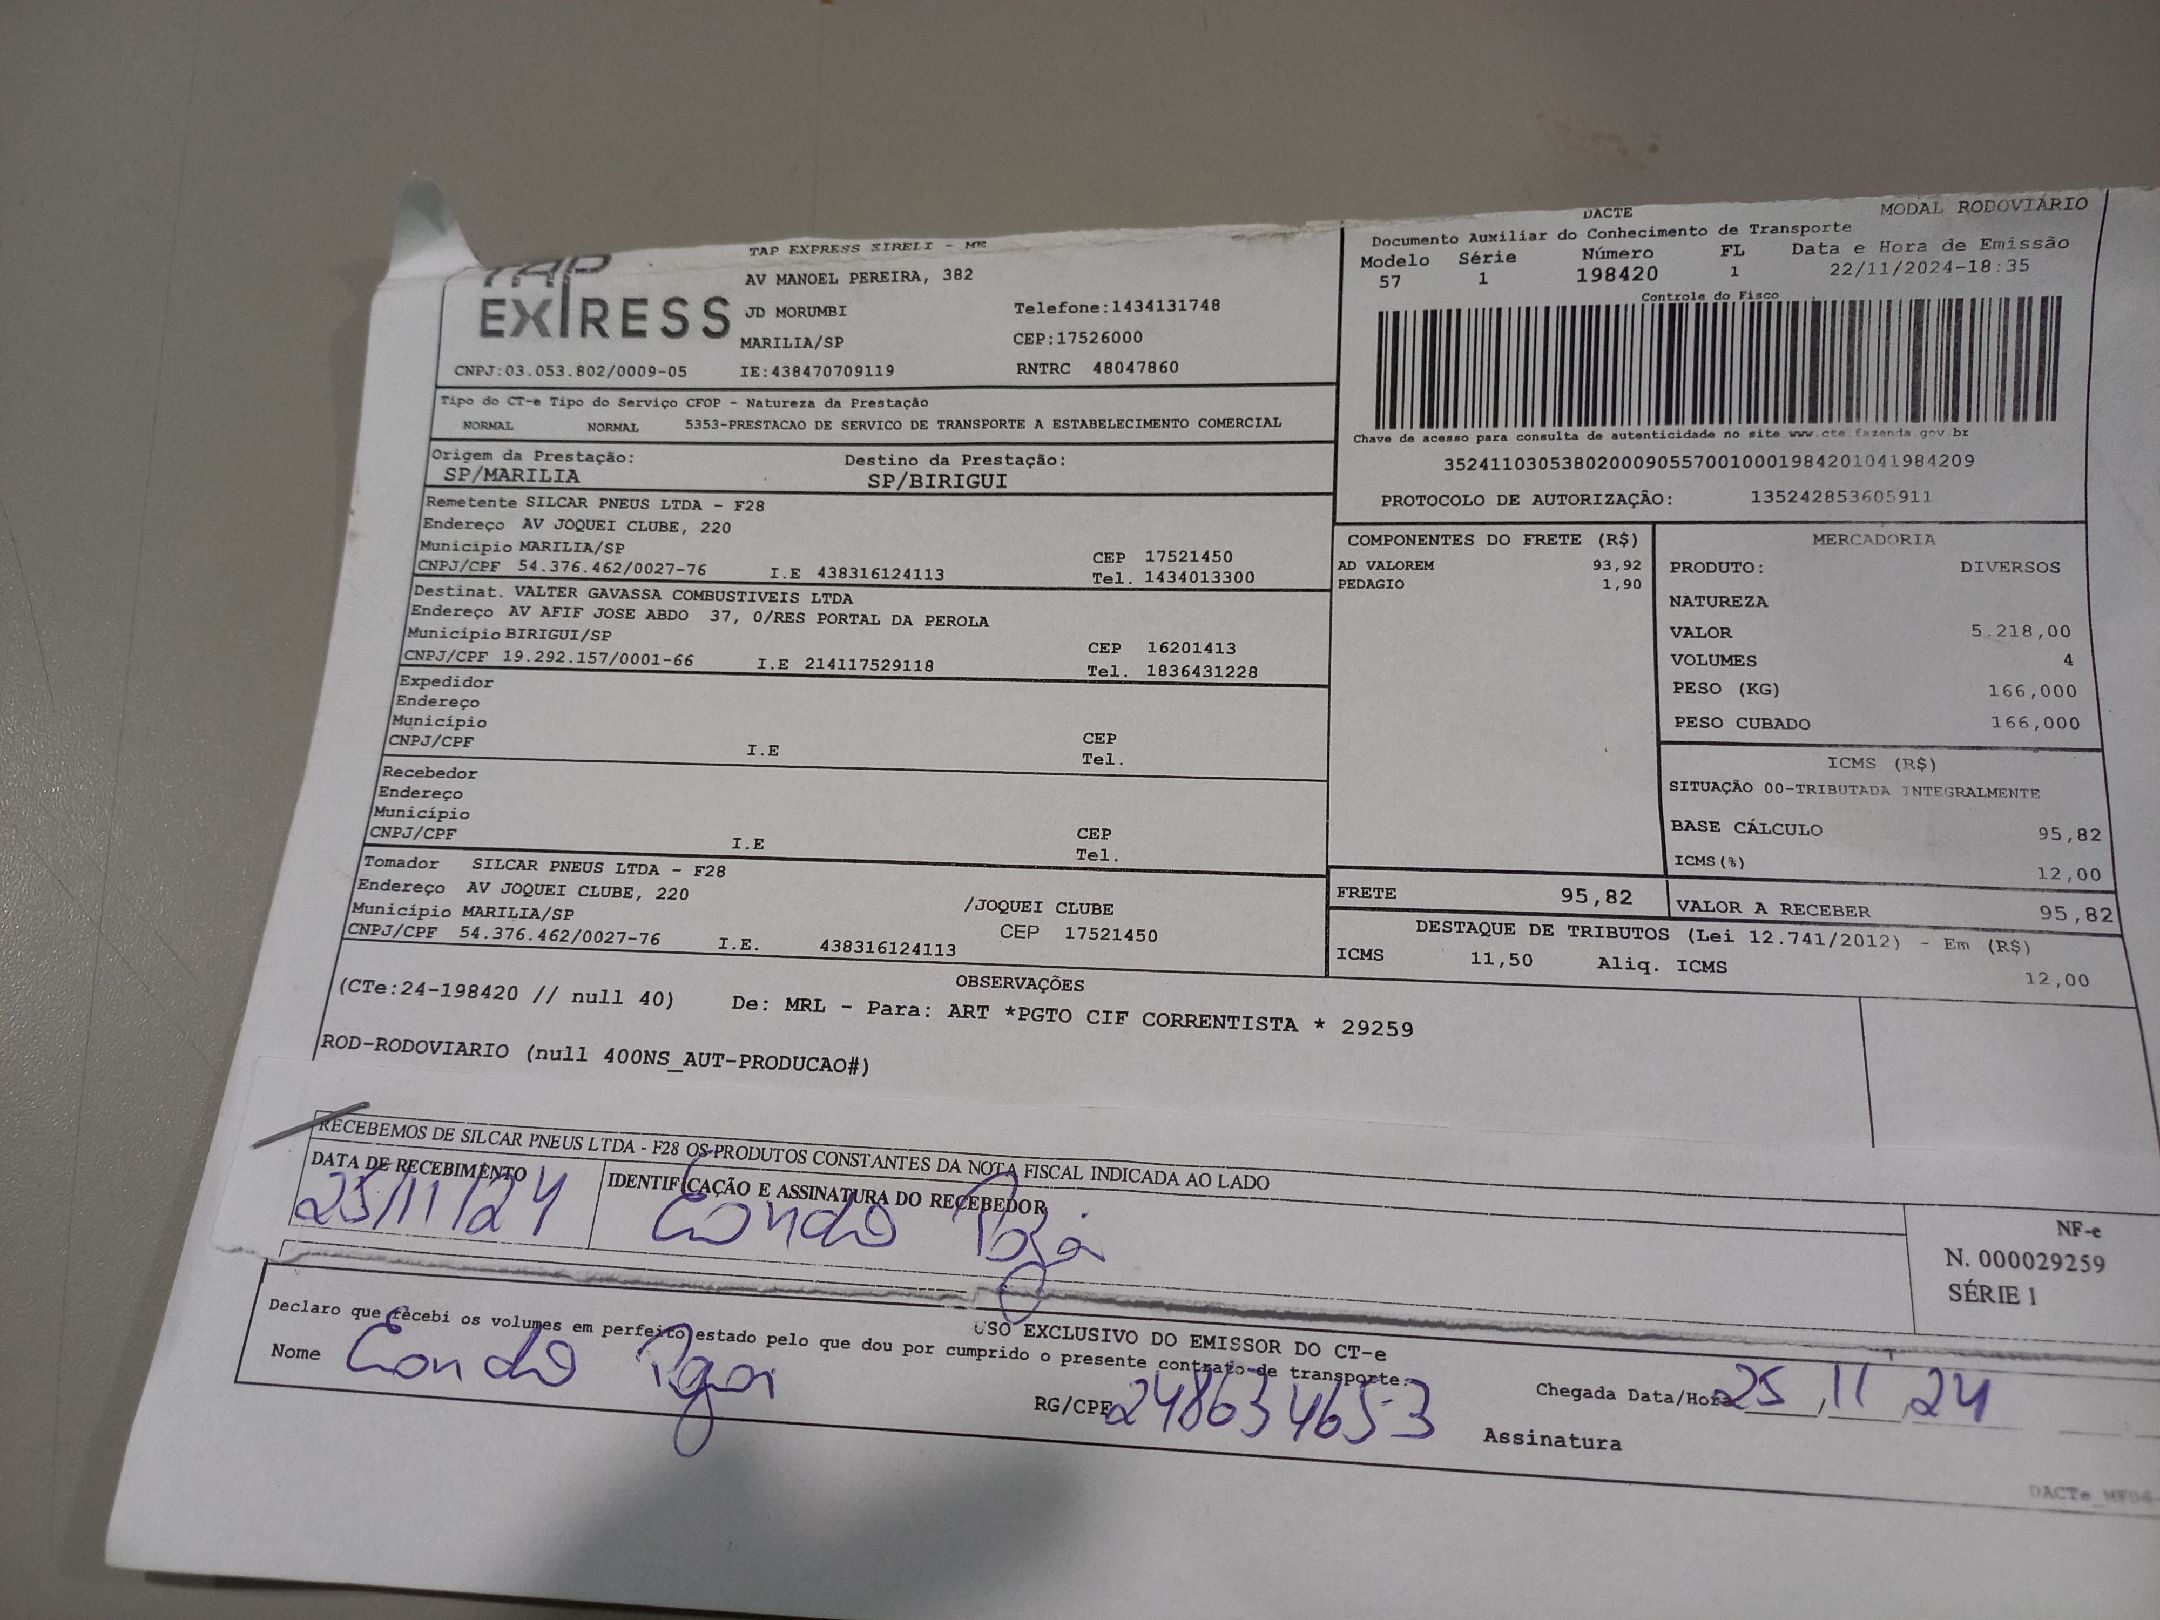 TAP EXPRESS EIRELI - ME
TAP
EXPRESS
AV MANOEL PEREIRA, 382
JD MORUMBI
Telefone:1434131748
MARILIA/SP
CEP:17526000
CNPJ:03.053.802/0009-05
IE:438470709119
RNTRC 48047860
DACTE
MODAL RODOVIÁRIO
Documento Auxiliar do Conhecimento de Transporte
Modelo Série Número FL Data e Hora de Emissão
57 1 198420 1 22/11/2024-18:35
Controle do Fisco
Chave de acesso para consulta de autenticidade no site www.cte.fazenda.gov.br
35241103053802000905570010001984201041984209
PROTOCOLO DE AUTORIZAÇÃO: 135242853605911
Tipo do CT-e Tipo do Serviço CFOP - Natureza da Prestação
NORMAL NORMAL 5353-PRESTACAO DE SERVICO DE TRANSPORTE A ESTABELECIMENTO COMERCIAL
Origem da Prestação: Destino da Prestação:
SP/MARILIA SP/BIRIGUI
Remetente SILCAR PNEUS LTDA - F28
Endereço AV JOQUEI CLUBE, 220
Município MARILIA/SP CEP 17521450
CNPJ/CPF 54.376.462/0027-76 I.E 438316124113 Tel. 1434013300
Destinat. VALTER GAVASSA COMBUSTIVEIS LTDA
Endereço AV AFIF JOSE ABDO 37, 0/RES PORTAL DA PEROLA
Município BIRIGUI/SP CEP 16201413
CNPJ/CPF 19.292.157/0001-66 I.E 214117529118 Tel. 1836431228
Expedidor
Endereço
Município CEP
CNPJ/CPF I.E Tel.
Recebedor
Endereço
Município CEP
CNPJ/CPF I.E Tel.
Tomador SILCAR PNEUS LTDA - F28
Endereço AV JOQUEI CLUBE, 220 /JOQUEI CLUBE
Município MARILIA/SP CEP 17521450
CNPJ/CPF 54.376.462/0027-76 I.E. 438316124113
COMPONENTES DO FRETE (R$)
AD VALOREM 93,92
PEDAGIO 1,90
MERCADORIA
PRODUTO: DIVERSOS
NATUREZA
VALOR 5.218,00
VOLUMES 4
PESO (KG) 166,000
PESO CUBADO 166,000
ICMS (R$)
SITUAÇÃO 00-TRIBUTADA INTEGRALMENTE
BASE CÁLCULO 95,82
ICMS(%) 12,00
FRETE 95,82
VALOR A RECEBER 95,82
DESTAQUE DE TRIBUTOS (Lei 12.741/2012) - Em (R$)
ICMS 11,50 Aliq. ICMS 12,00
OBSERVAÇÕES
(CTe:24-198420 // null 40) De: MRL - Para: ART *PGTO CIF CORRENTISTA * 29259
ROD-RODOVIARIO (null 400NS_AUT-PRODUCAO#)
RECEBEMOS DE SILCAR PNEUS LTDA - F28 OS PRODUTOS CONSTANTES DA NOTA FISCAL INDICADA AO LADO
DATA DE RECEBIMENTO
25/11/24
IDENTIFICAÇÃO E ASSINATURA DO RECEBEDOR
NF-e
N. 000029259
SÉRIE 1
USO EXCLUSIVO DO EMISSOR DO CT-e
Declaro que recebi os volumes em perfeito estado pelo que dou por cumprido o presente contrato de transporte.
Nome
RG/CPF 24863465-3
Chegada Data/Hora 25,11,24
Assinatura